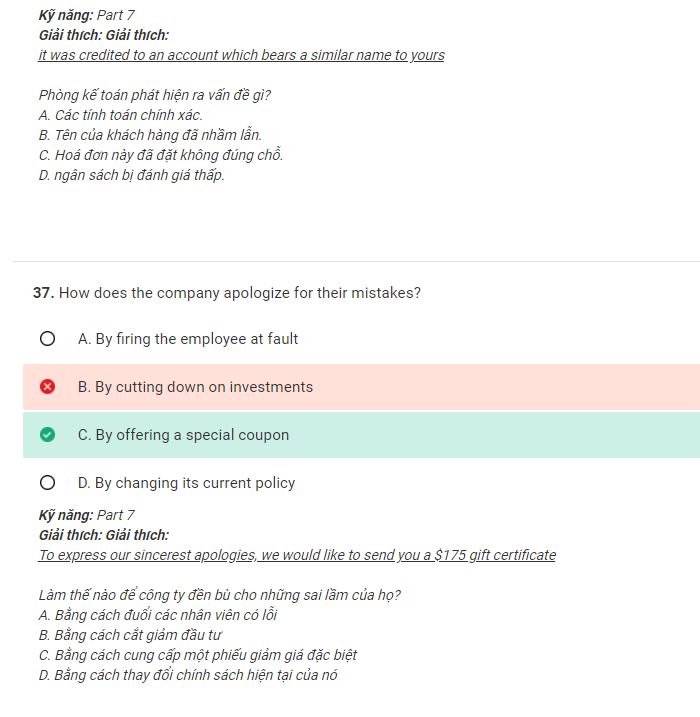 Kỹ năng: Part 7
Giải thích: Giải thích:
it was credited to an account which bears a similar name to yours
Phòng kế toán phát hiện ra vấn đề gì?
A. Các tính toán chính xác.
B. Tên của khách hàng đã nhầm lẫn.
C. Hoá đơn này đã đặt không đúng chỗ.
D. ngân sách bị đánh giá thấp.
37. How does the company apologize for their mistakes?
A. By firing the employee at fault
B. By cutting down on investments
C. By offering a special coupon
D. By changing its current policy
Kỹ năng: Part 7
Giải thích: Giải thích:
To express our sincerest apologies, we would like to send you a $175 gift certificate
Làm thế nào để công ty đền bù cho những sai lầm của họ?
A. Bằng cách đuổi các nhân viên có lỗi
B. Bằng cách cắt giảm đầu tư
C. Bằng cách cung cấp một phiếu giảm giá đặc biệt
D. Bằng cách thay đổi chính sách hiện tại của nó